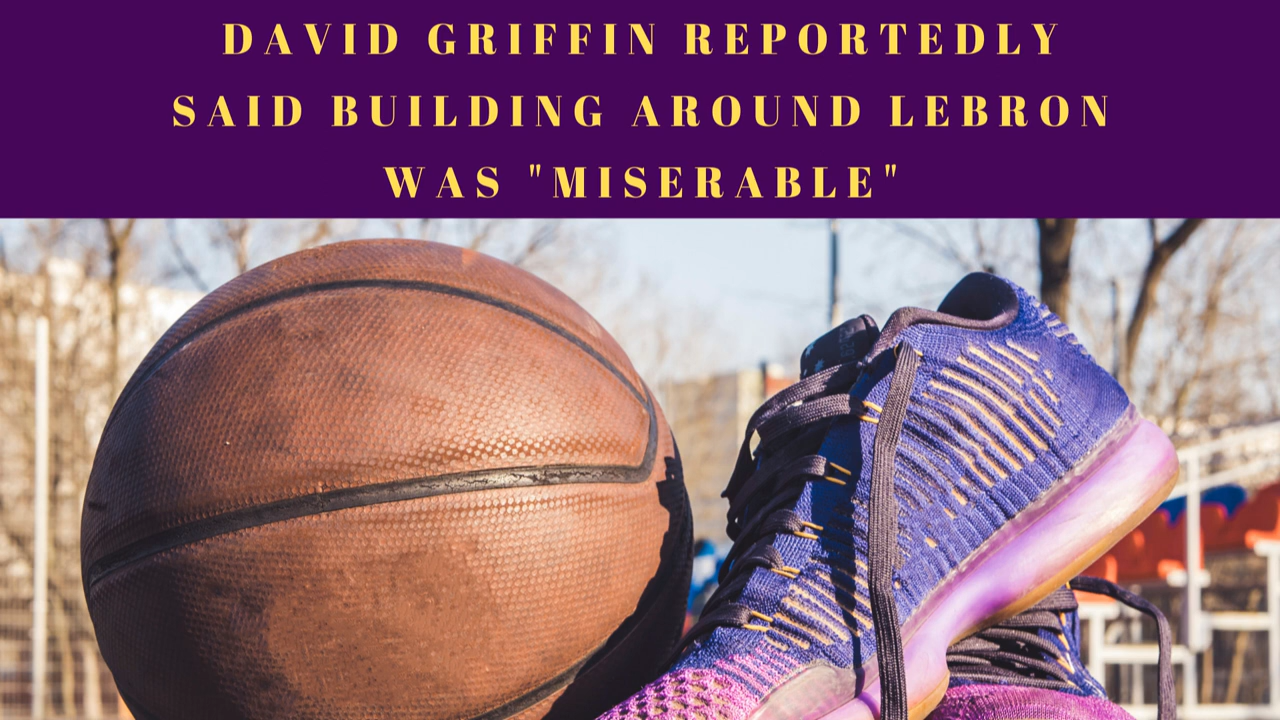 DAVID GRIFFIN REPORTEDLY
SAID BUILDING AROUND LEBRON
WAS "MISERABLE"